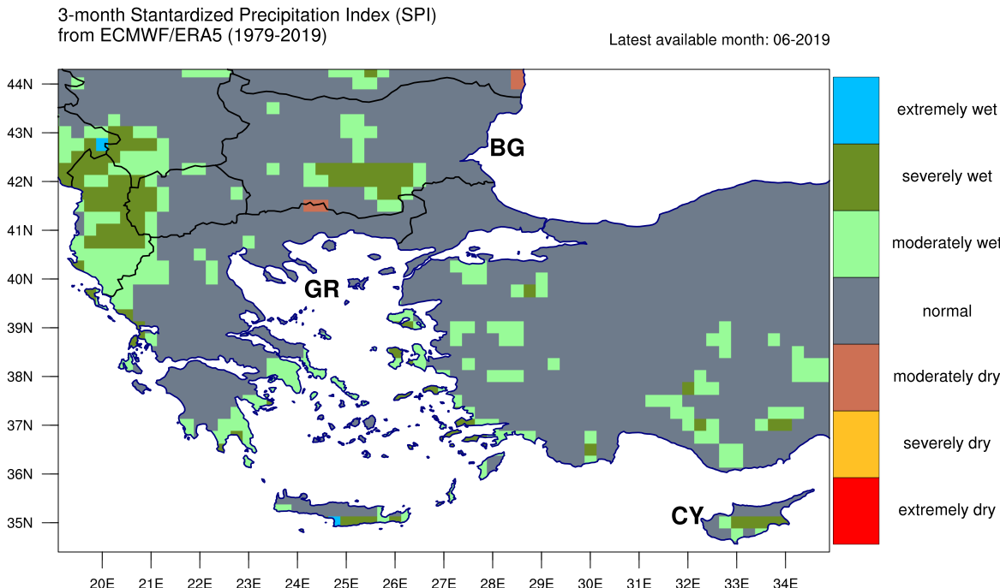 3-month Stantardized Precipitation Index (SPI)
from ECMWF/ERA5 (1979-2019)
Latest available month: 06-2019
44N
43N
42N
41N
40N
39N
38N
37N
36N
35N
BG
GR
CY
20E 21E 22E 23E 24E 25E 26E 27E 28E 29E 30E 31E 32E 33E 34E
extremely wet
severely wet
moderately wet
normal
moderately dry
severely dry
extremely dry